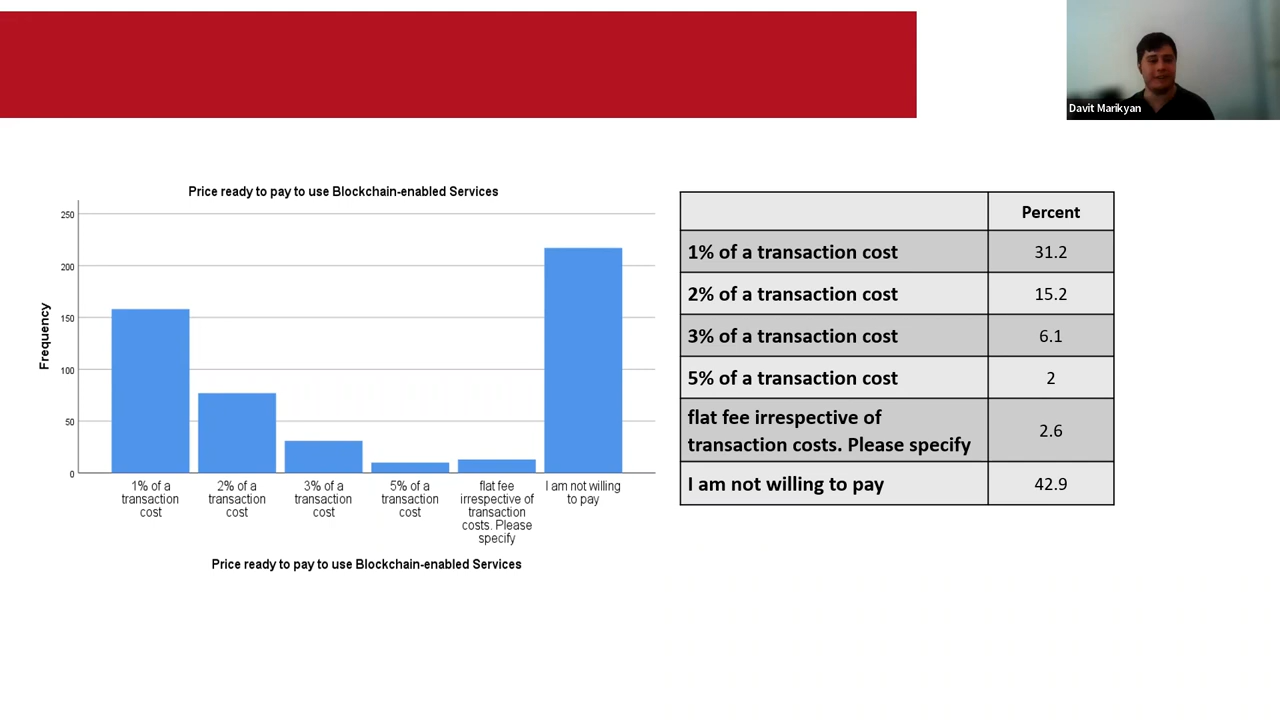 Davit Marikyan
Price ready to pay to use Blockchain-enabled Services
250
200
150
100
50
0
Frequency
1% of a
transaction
cost
2% of a
transaction
cost
3% of a
transaction
cost
5% of a
transaction
cost
flat fee
irrespective of
transaction
costs. Please
specify
I am not willing
to pay
Price ready to pay to use Blockchain-enabled Services
Percent
1% of a transaction cost 31.2
2% of a transaction cost 15.2
3% of a transaction cost 6.1
5% of a transaction cost 2
flat fee irrespective of
transaction costs. Please specify 2.6
I am not willing to pay 42.9